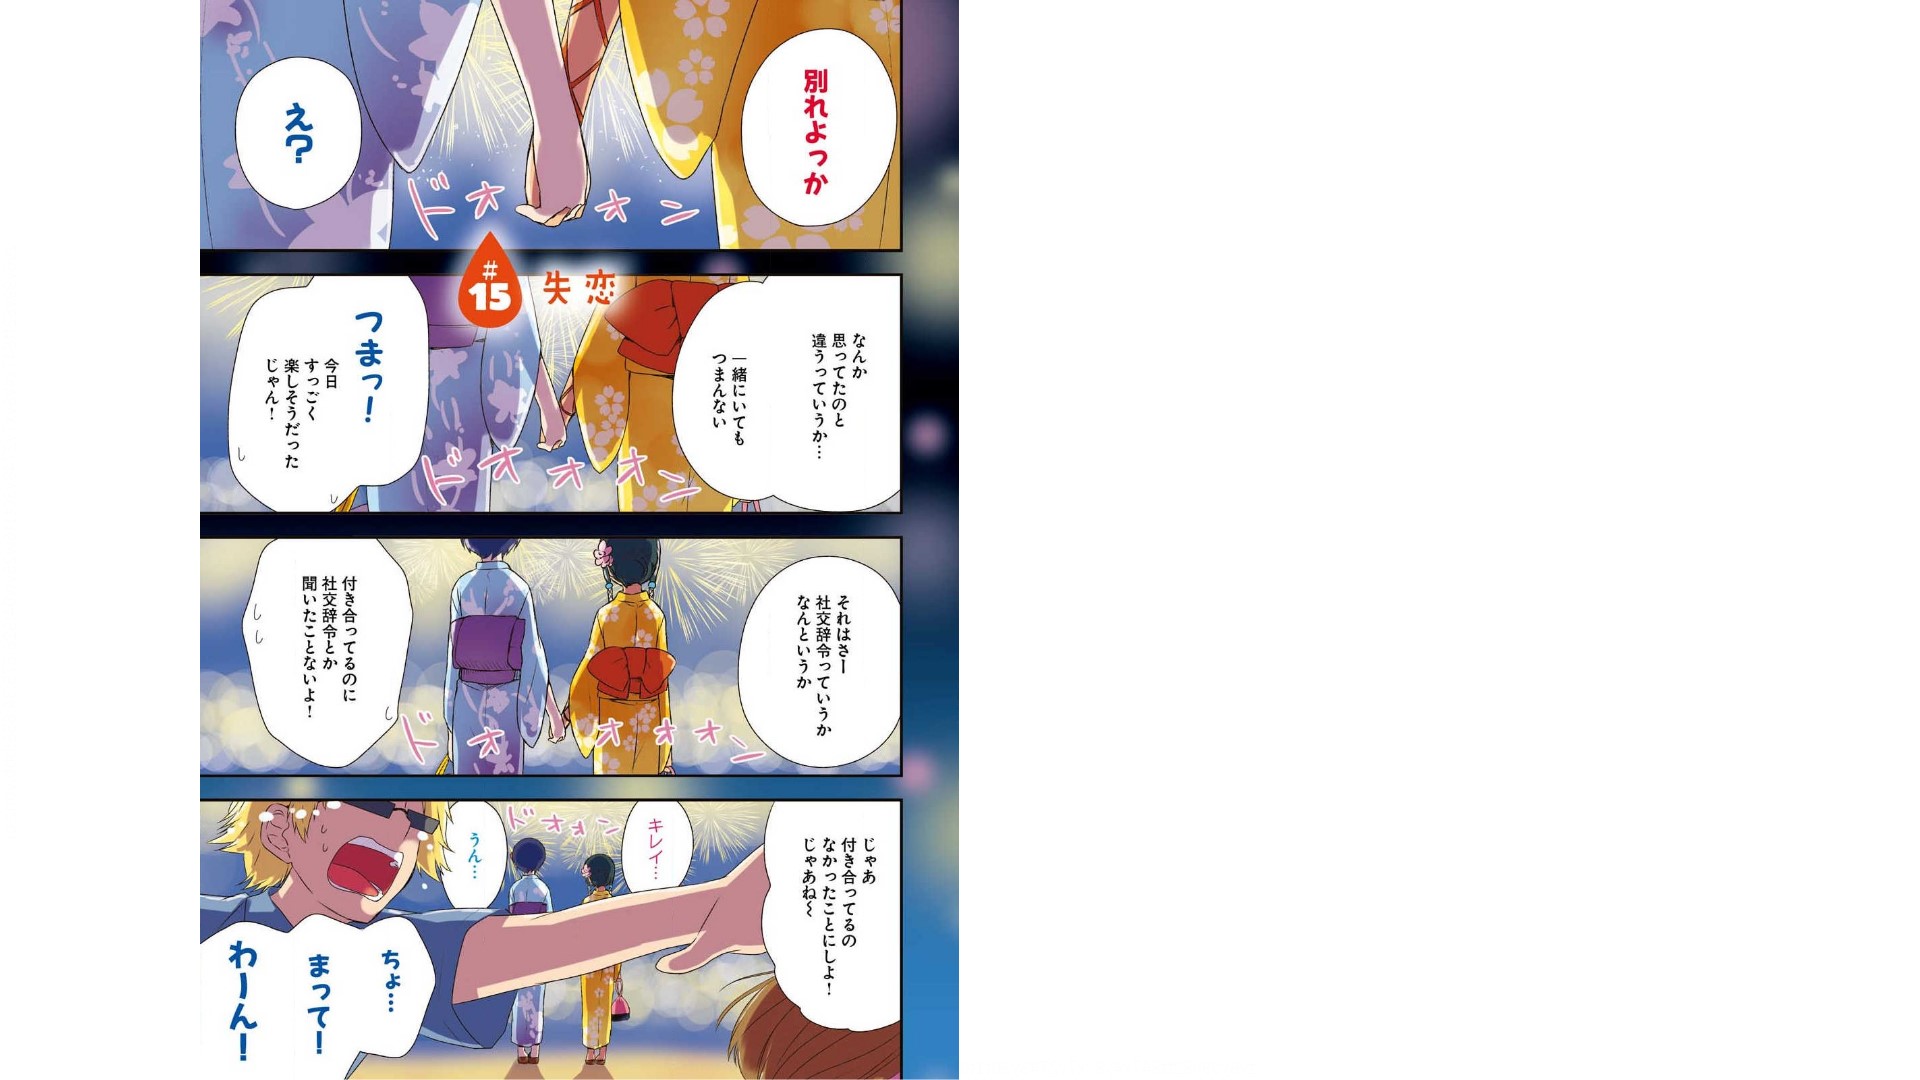 別れよっか
え?
ドオオン
#15
失恋
なんか
思ってたのと
違うっていうか…
一緒にいても
つまんない
つまっ!
今日
すっごく
楽しそうだった
じゃん!
ドオオオン
それはさー
社交辞令っていうか
なんというか
付き合ってるのに
社交辞令とか
聞いたことないよ!
ドオオオオン
じゃあ
付き合ってるの
なかったことにしよ!
じゃあね〜
キレイ…
ドオオン
うん…
ちょ…
まって!
わーん!